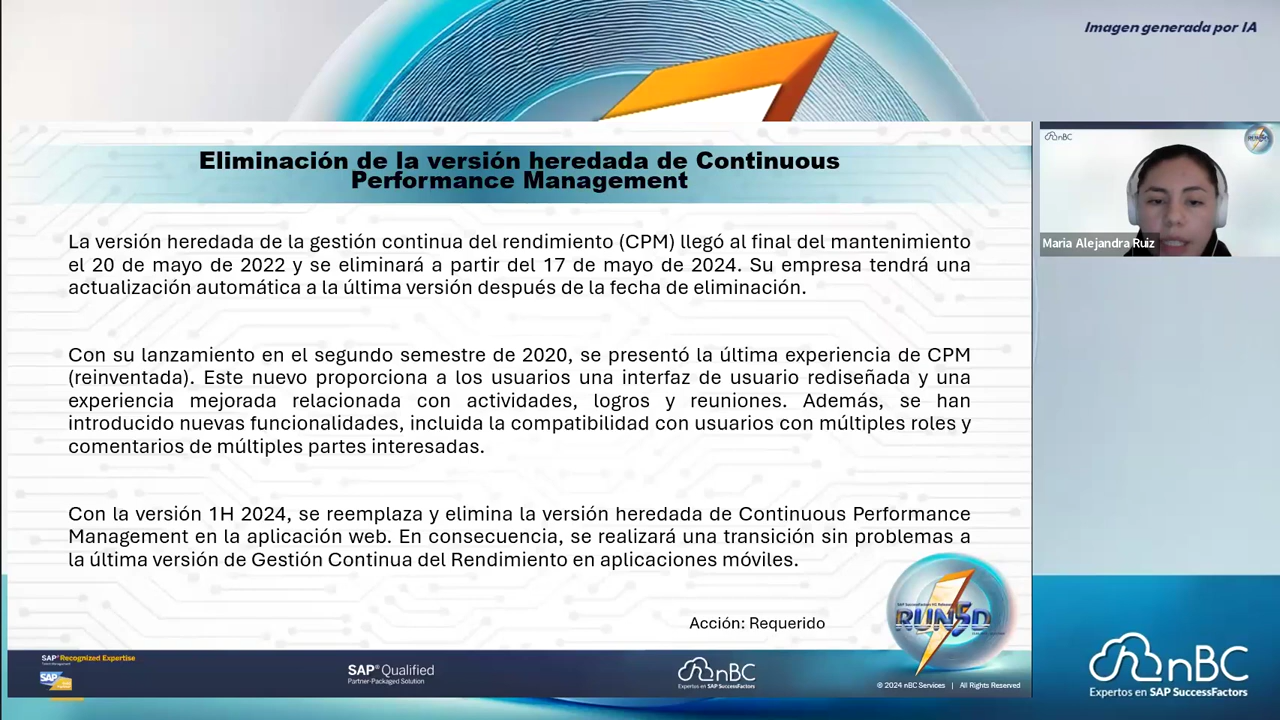 Imagen generada por IA
Eliminación de la versión heredada de Continuous
Performance Management
La versión heredada de la gestión continua del rendimiento (CPM) llegó al final del mantenimiento
el 20 de mayo de 2022 y se eliminará a partir del 17 de mayo de 2024. Su empresa tendrá una
actualización automática a la última versión después de la fecha de eliminación.
Con su lanzamiento en el segundo semestre de 2020, se presentó la última experiencia de CPM
(reinventada). Este nuevo proporciona a los usuarios una interfaz de usuario rediseñada y una
experiencia mejorada relacionada con actividades, logros y reuniones. Además, se han
introducido nuevas funcionalidades, incluida la compatibilidad con usuarios con múltiples roles y
comentarios de múltiples partes interesadas.
Con la versión 1H 2024, se reemplaza y elimina la versión heredada de Continuous Performance
Management en la aplicación web. En consecuencia, se realizará una transición sin problemas a
la última versión de Gestión Continua del Rendimiento en aplicaciones móviles.
Acción: Requerido
nBC
Maria Alejandra Ruiz
RUN5D
SAP® Recognized Expertise
SAP
SAP® Qualified
Partner-Packaged Solution
nBC
Expertos en SAP SuccessFactors
© 2024 nBC Services | All Rights Reserved
nBC
Expertos en SAP SuccessFactors